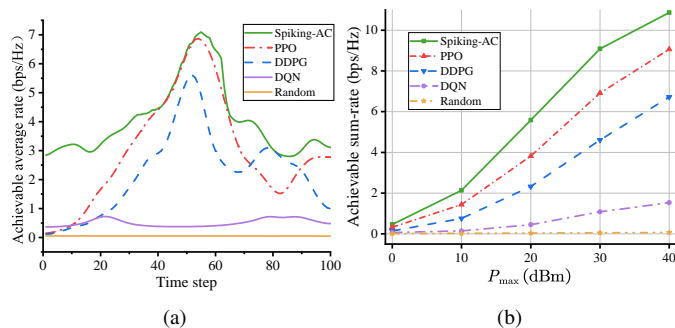 Achievable average rate (bps/Hz)
7
6
5
4
3
2
1
0
0
20
40
60
80
100
Time step
Spiking-AC
PPO
DDPG
DQN
Random
(a)
Achievable sum-rate (bps/Hz)
10
8
6
4
2
0
0
10
20
30
40
P_max (dBm)
Spiking-AC
PPO
DDPG
DQN
Random
(b)